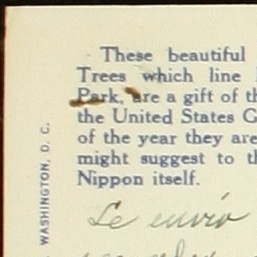 These beautiful
Trees which line
Park, are a gift of th
the United States G
of the year they are
might suggest to th
Nippon itself.
WASHINGTON, D. C.
Le envío